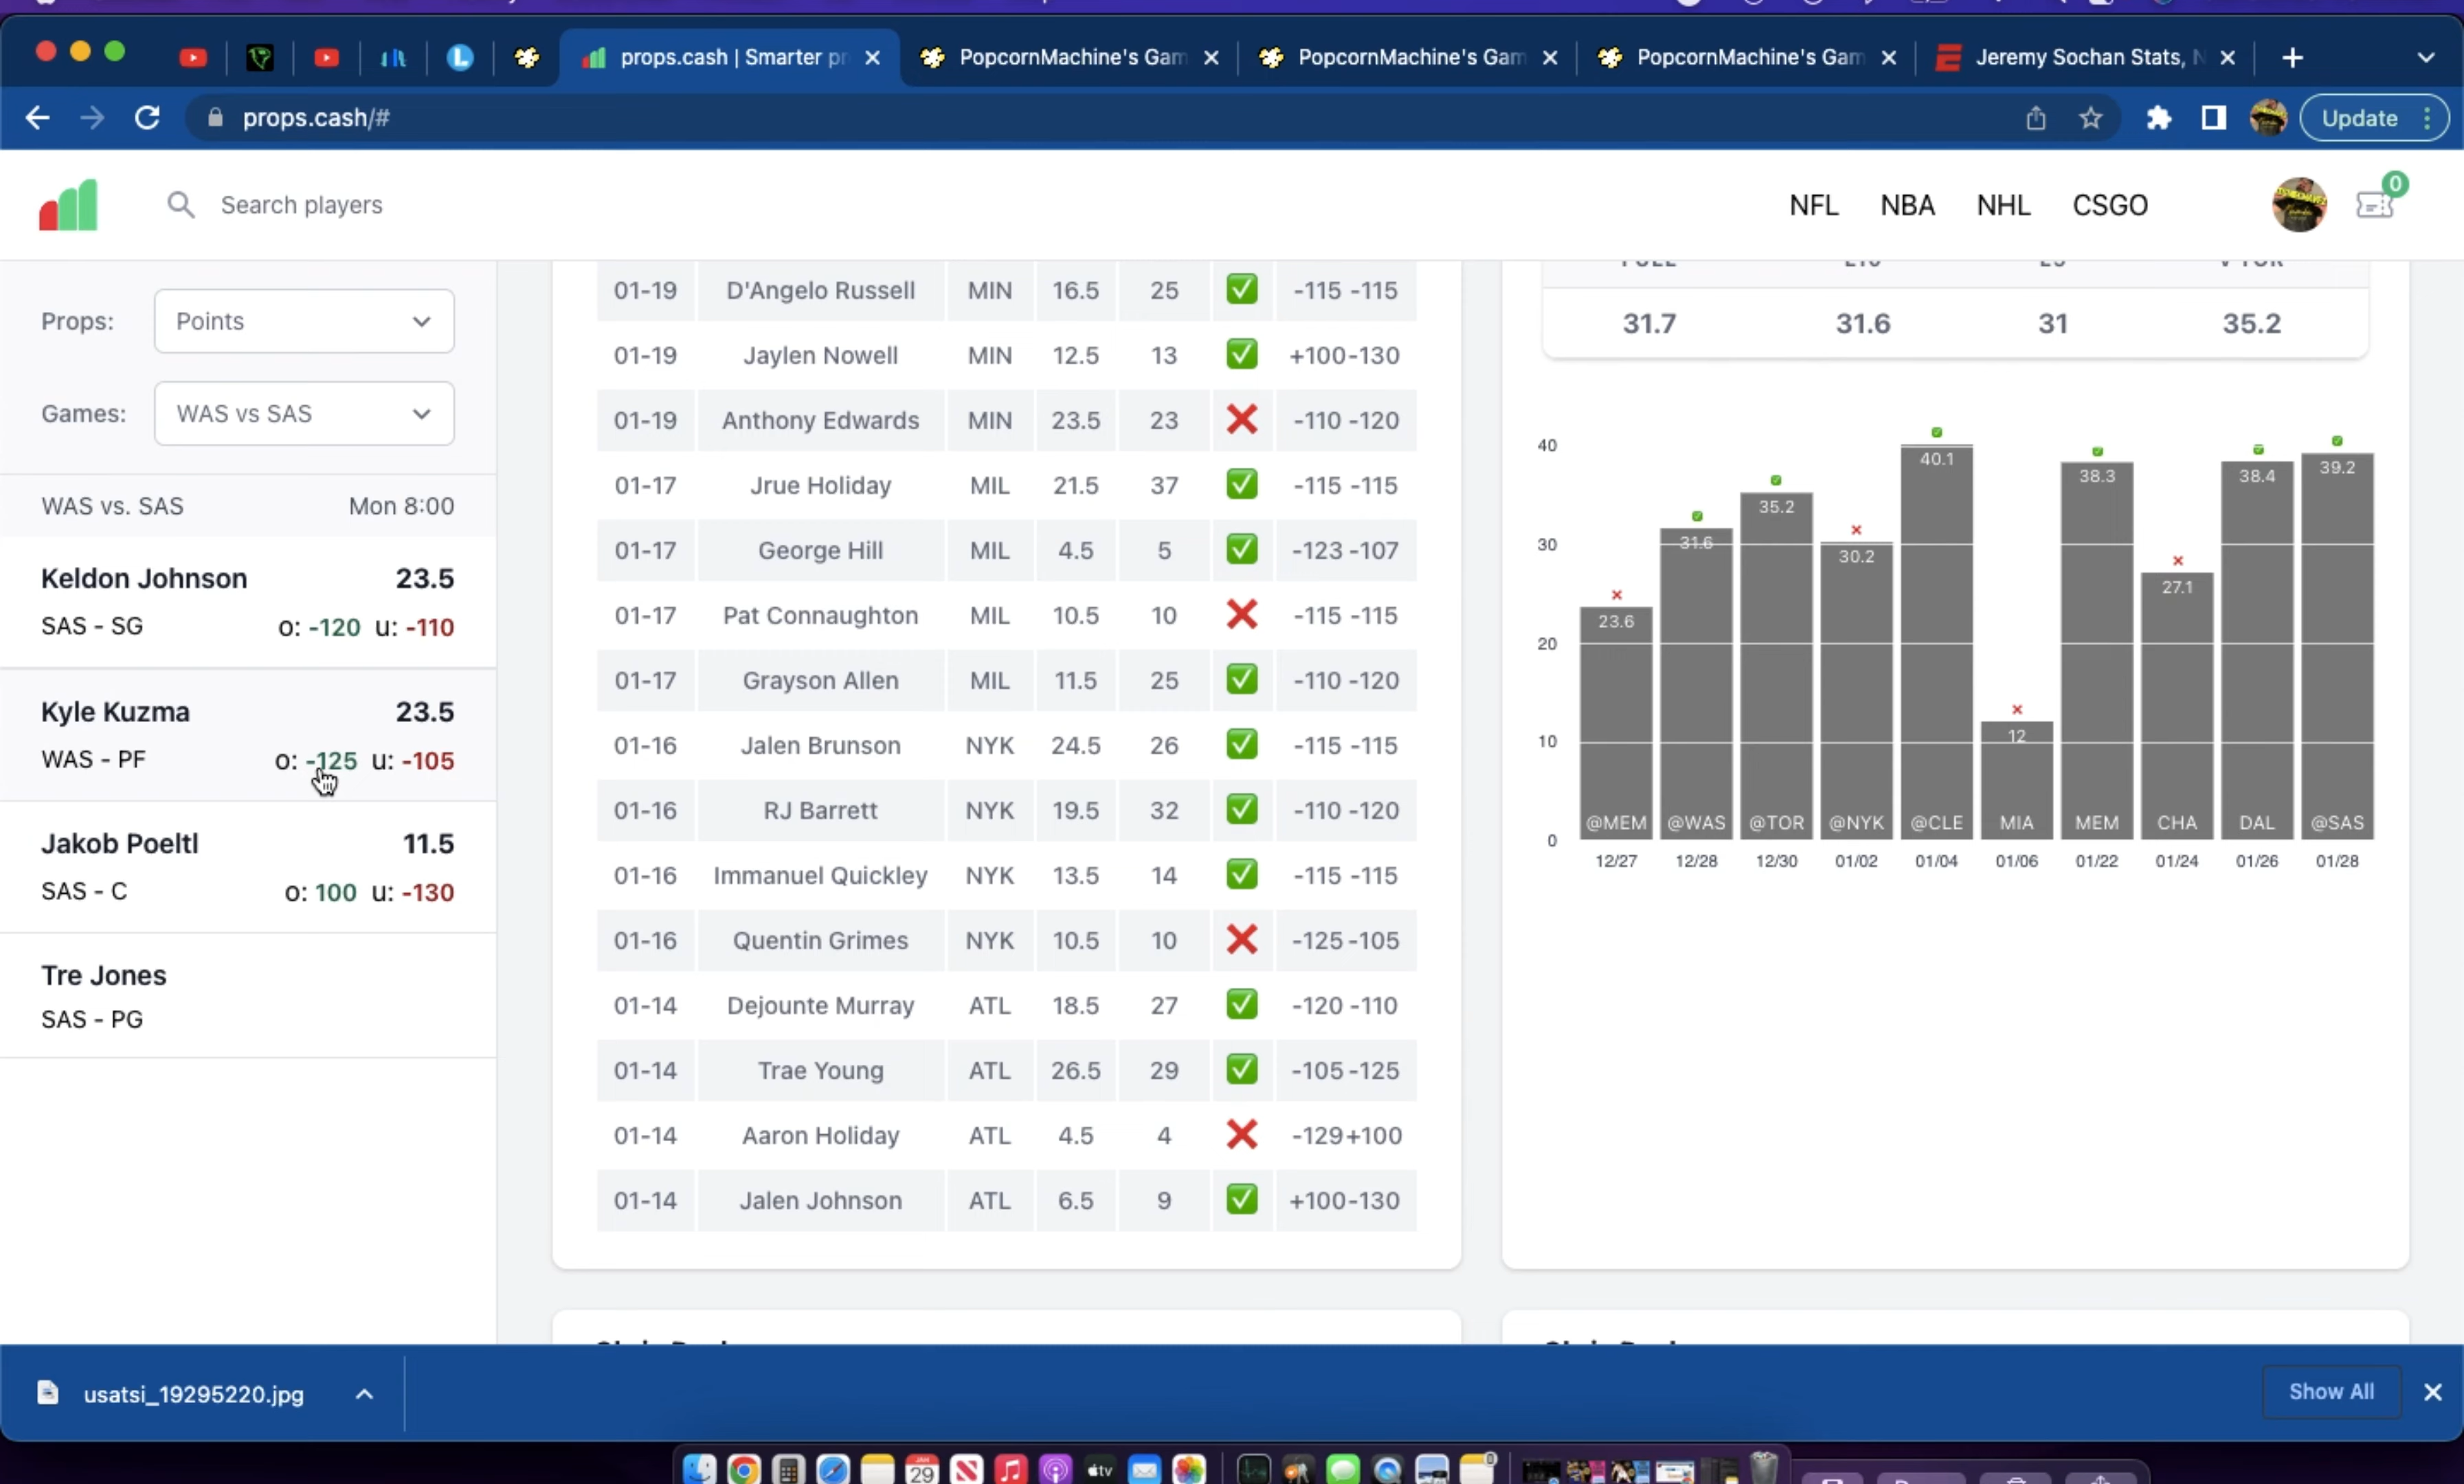 props.cash | Smarter pr
PopcornMachine's Gam
PopcornMachine's Gam
PopcornMachine's Gam
Jeremy Sochan Stats, N
props.cash/#
Update
Search players
NFL NBA NHL CSGO
0
Props: Points
Games: WAS vs SAS
WAS vs. SAS Mon 8:00
Keldon Johnson 23.5
SAS - SG o: -120 u: -110
Kyle Kuzma 23.5
WAS - PF o: -125 u: -105
Jakob Poeltl 11.5
SAS - C o: 100 u: -130
Tre Jones
SAS - PG
01-19 D'Angelo Russell MIN 16.5 25 ✅ -115 -115
01-19 Jaylen Nowell MIN 12.5 13 ✅ +100 -130
01-19 Anthony Edwards MIN 23.5 23 ❌ -110 -120
01-17 Jrue Holiday MIL 21.5 37 ✅ -115 -115
01-17 George Hill MIL 4.5 5 ✅ -123 -107
01-17 Pat Connaughton MIL 10.5 10 ❌ -115 -115
01-17 Grayson Allen MIL 11.5 25 ✅ -110 -120
01-16 Jalen Brunson NYK 24.5 26 ✅ -115 -115
01-16 RJ Barrett NYK 19.5 32 ✅ -110 -120
01-16 Immanuel Quickley NYK 13.5 14 ✅ -115 -115
01-16 Quentin Grimes NYK 10.5 10 ❌ -125 -105
01-14 Dejounte Murray ATL 18.5 27 ✅ -120 -110
01-14 Trae Young ATL 26.5 29 ✅ -105 -125
01-14 Aaron Holiday ATL 4.5 4 ❌ -129 +100
01-14 Jalen Johnson ATL 6.5 9 ✅ +100 -130
31.7 31.6 31 35.2
40
30
20
10
0
23.6 31.6 35.2 30.2 40.1 12 38.3 27.1 38.4 39.2
@MEM @WAS @TOR @NYK @CLE MIA MEM CHA DAL @SAS
12/27 12/28 12/30 01/02 01/04 01/06 01/22 01/24 01/26 01/28
usatsi_19295220.jpg
Show All
JAN
29
tv